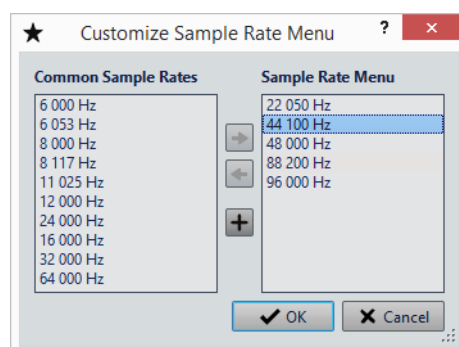 Customize Sample Rate Menu ?
Common Sample Rates
6 000 Hz
6 053 Hz
8 000 Hz
8 117 Hz
11 025 Hz
12 000 Hz
24 000 Hz
16 000 Hz
32 000 Hz
64 000 Hz
Sample Rate Menu
22 050 Hz
44 100 Hz
48 000 Hz
88 200 Hz
96 000 Hz
OK
Cancel